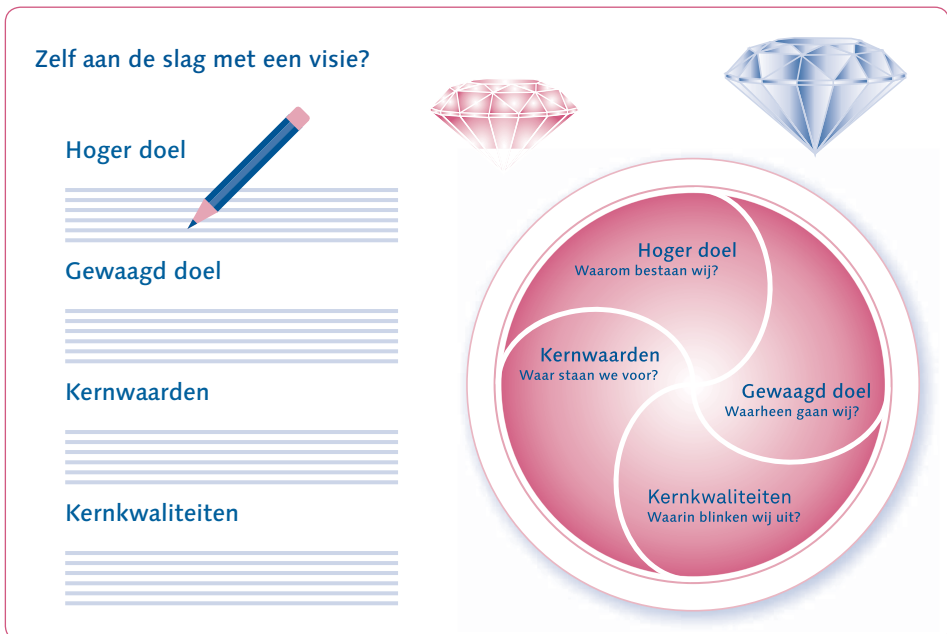 Zelf aan de slag met een visie?
Hoger doel
Gewaagd doel
Kernwaarden
Kernkwaliteiten
Hoger doel
Waarom bestaan wij?
Kernwaarden
Waar staan we voor?
Gewaagd doel
Waarheen gaan wij?
Kernkwaliteiten
Waarin blinken wij uit?